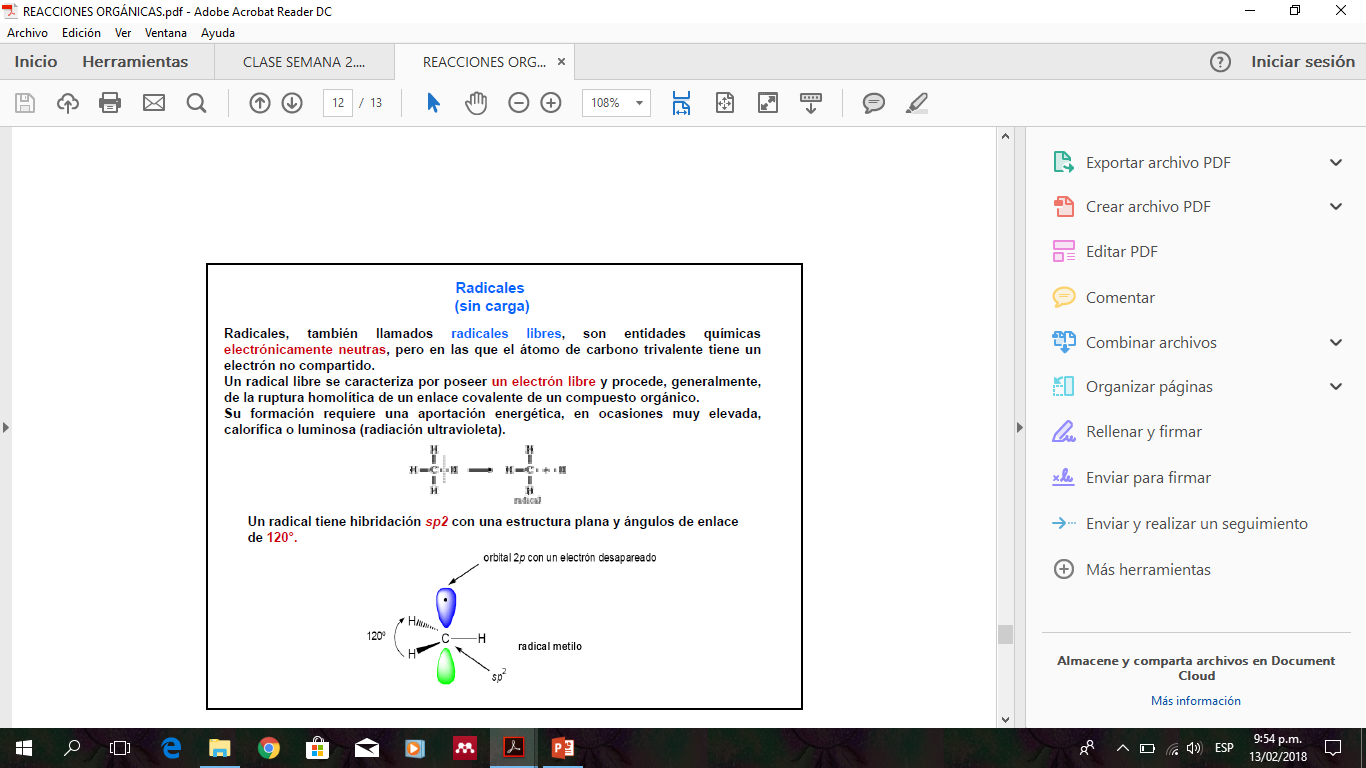 REACCIONES ORGÁNICAS.pdf - Adobe Acrobat Reader DC
Archivo Edición Ver Ventana Ayuda
Inicio Herramientas CLASE SEMANA 2.... REACCIONES ORG... × ? Iniciar sesión
12 / 13 108%
Radicales
(sin carga)
Radicales, también llamados radicales libres, son entidades químicas
electrónicamente neutras, pero en las que el átomo de carbono trivalente tiene un
electrón no compartido.
Un radical libre se caracteriza por poseer un electrón libre y procede, generalmente,
de la ruptura homolítica de un enlace covalente de un compuesto orgánico.
Su formación requiere una aportación energética, en ocasiones muy elevada,
calorífica o luminosa (radiación ultravioleta).
H H
H C H H C H
H H
radical
Un radical tiene hibridación sp2 con una estructura plana y ángulos de enlace
de 120°.
orbital 2p con un electrón desapareado
H
120º C H
H
radical metilo
sp2
Exportar archivo PDF
Crear archivo PDF
Editar PDF
Comentar
Combinar archivos
Organizar páginas
Rellenar y firmar
Enviar para firmar
Enviar y realizar un seguimiento
Más herramientas
Almacene y comparta archivos en Document
Cloud
Más información
ESP
9:54 p.m.
13/02/2018